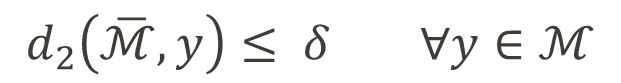 d₂(ℳ̅, y) ≤ δ ∀y ∈ ℳ